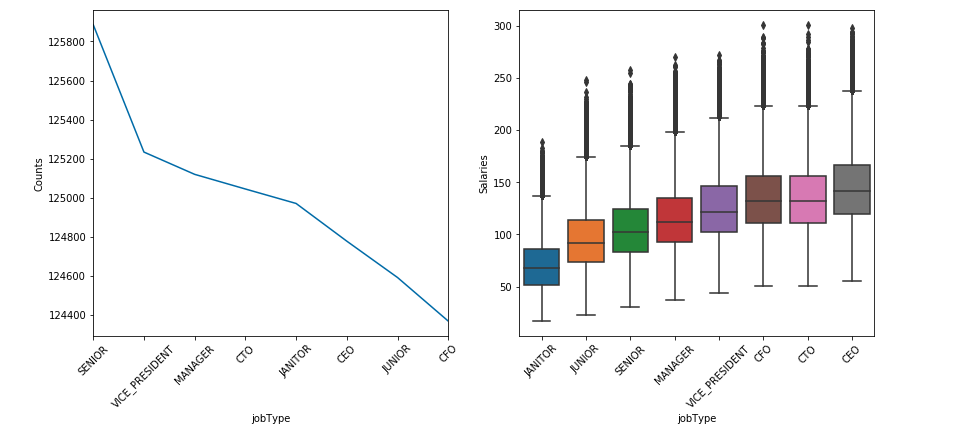 125800
125600
125400
125200
125000
124800
124600
124400
Counts
SENIOR
VICE_PRESIDENT
MANAGER
CTO
JANITOR
CEO
JUNIOR
CFO
jobType
300
250
200
150
100
50
Salaries
JANITOR
JUNIOR
SENIOR
MANAGER
VICE_PRESIDENT
CFO
CTO
CEO
jobType